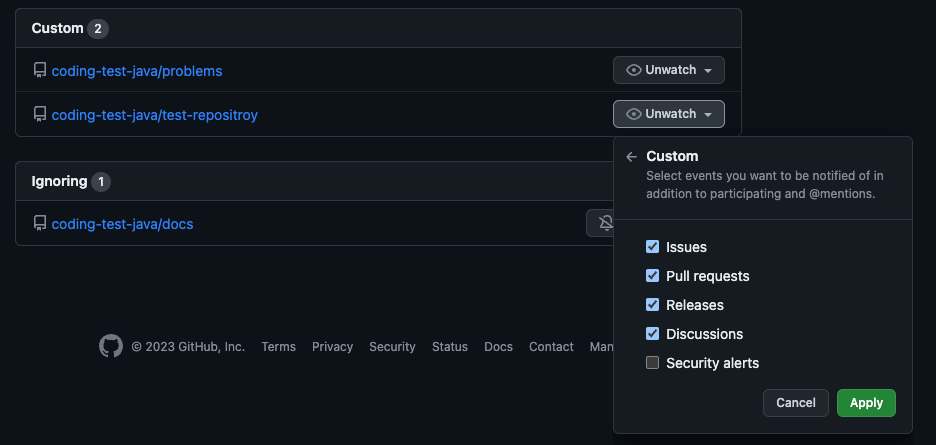 Custom 2
coding-test-java/problems
Unwatch
coding-test-java/test-repositroy
Unwatch
Custom
Select events you want to be notified of in
addition to participating and @mentions.
Ignoring 1
coding-test-java/docs
Issues
Pull requests
Releases
Discussions
Security alerts
Cancel Apply
© 2023 GitHub, Inc. Terms Privacy Security Status Docs Contact Man